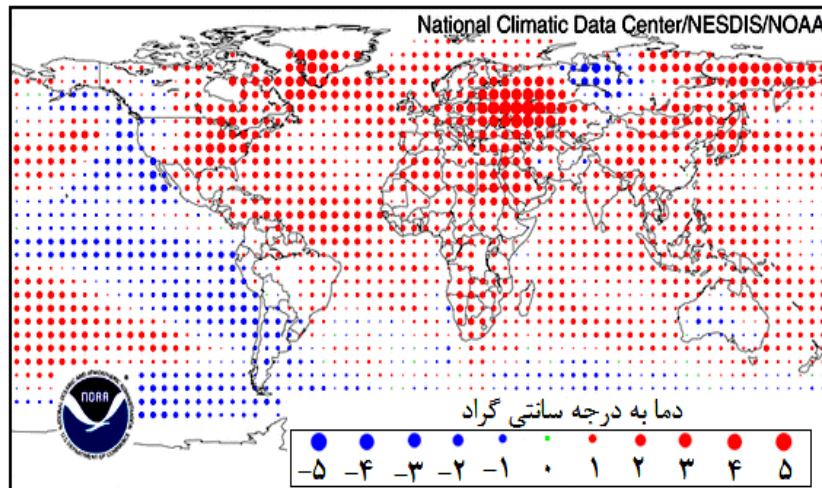 National Climatic Data Center/NESDIS/NOAA
دما به درجه سانتی گراد
-۵ -۴ -۳ -۲ -۱ ۰ ۱ ۲ ۳ ۴ ۵
NOAA